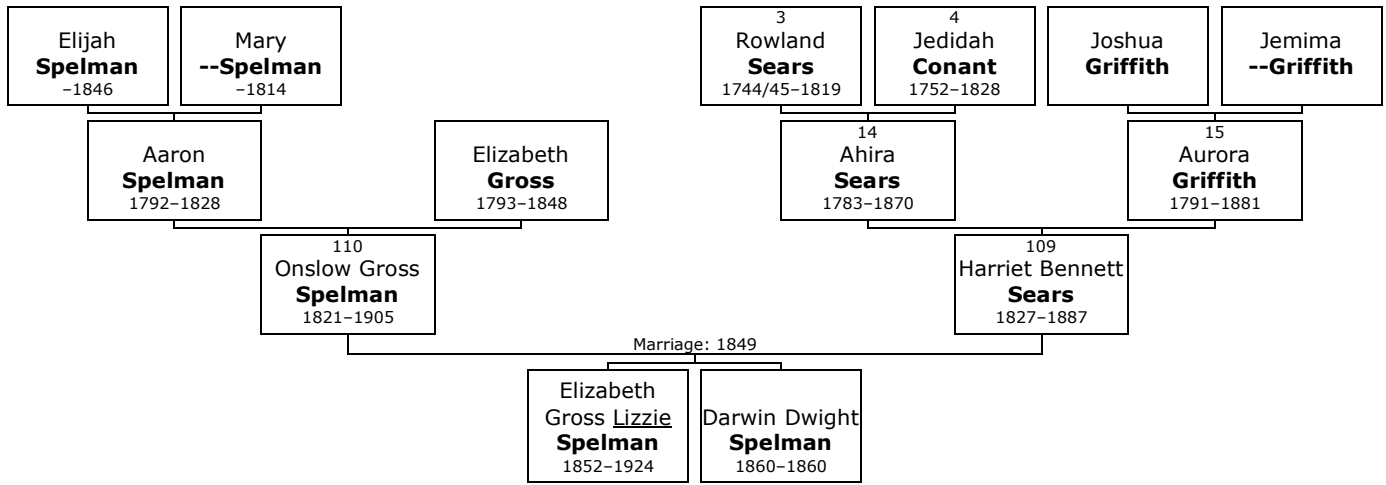 Elijah
Spelman
–1846
Mary
--Spelman
–1814
3
Rowland
Sears
1744/45–1819
4
Jedidah
Conant
1752–1828
Joshua
Griffith
Jemima
--Griffith
Aaron
Spelman
1792–1828
Elizabeth
Gross
1793–1848
14
Ahira
Sears
1783–1870
15
Aurora
Griffith
1791–1881
110
Onslow Gross
Spelman
1821–1905
109
Harriet Bennett
Sears
1827–1887
Marriage: 1849
Elizabeth
Gross Lizzie
Spelman
1852–1924
Darwin Dwight
Spelman
1860–1860